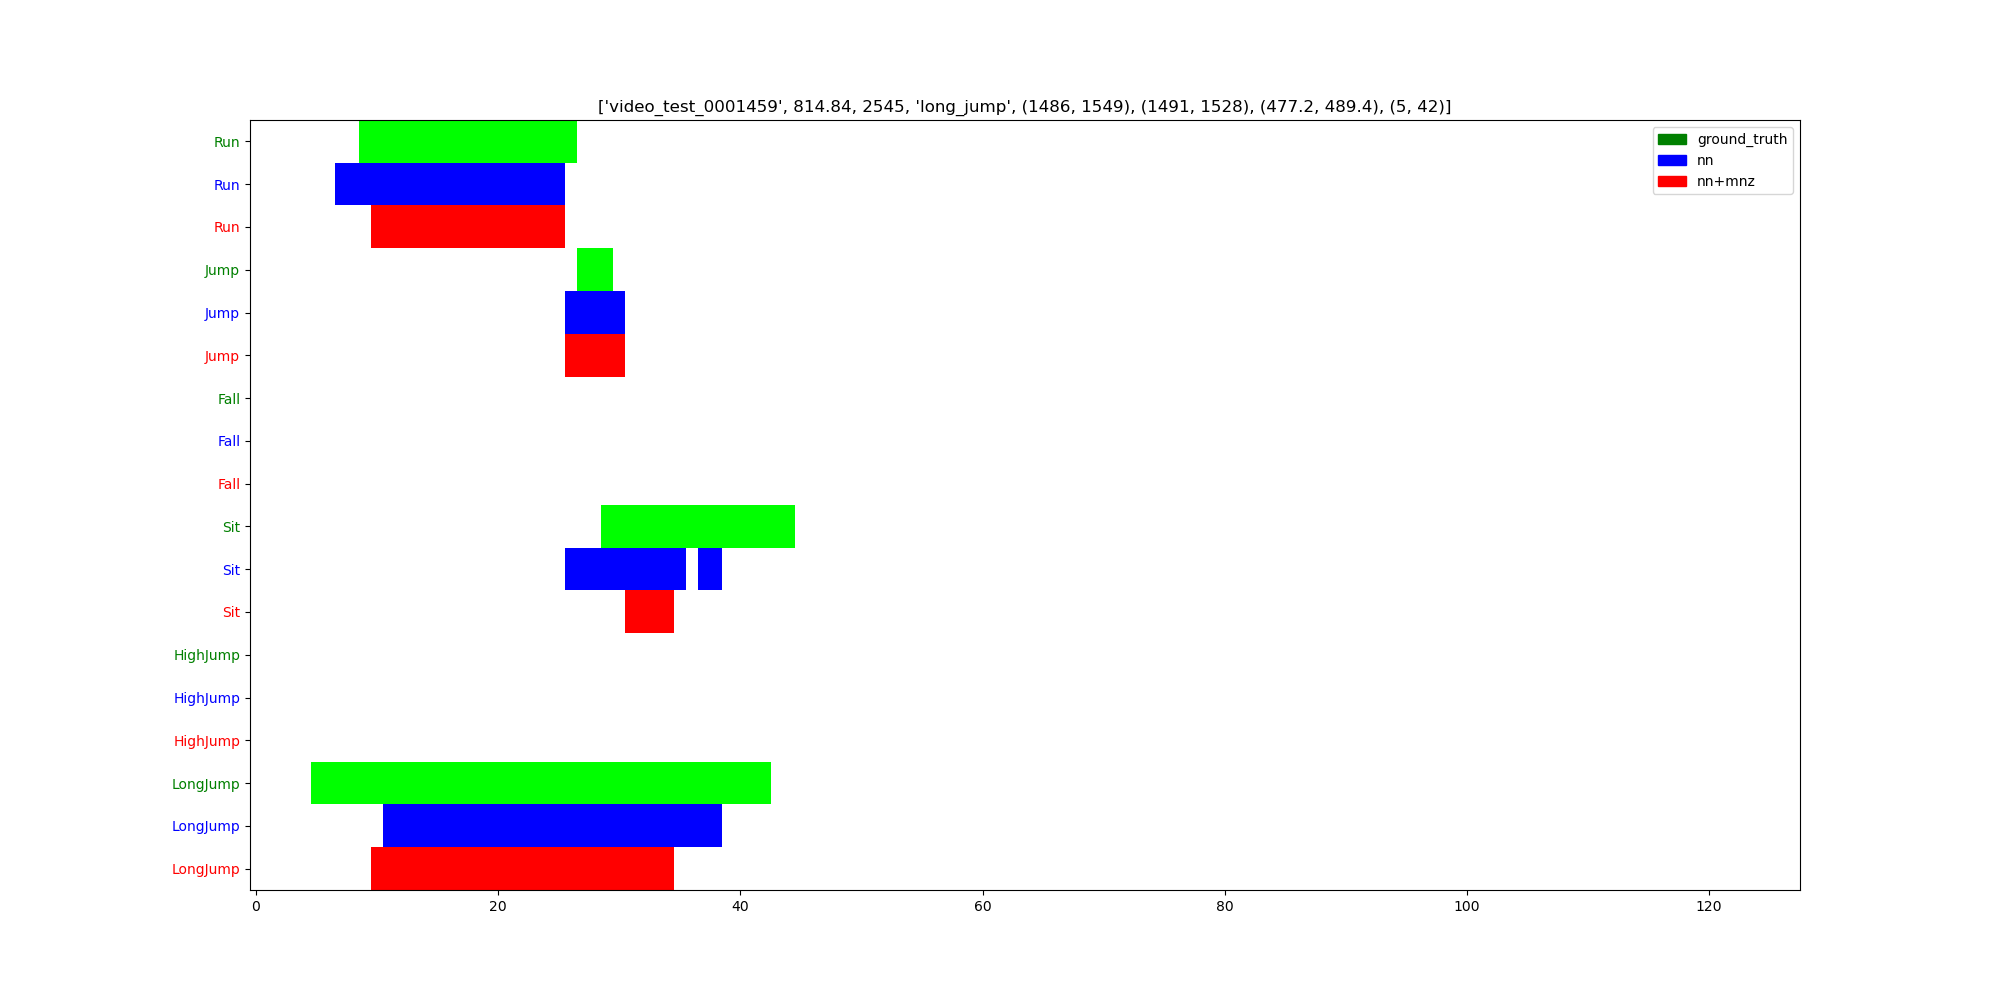 ['video_test_0001459', 814.84, 2545, 'long_jump', (1486, 1549), (1491, 1528), (477.2, 489.4), (5, 42)]
ground_truth
nn
nn+mnz
Run
Run
Run
Jump
Jump
Jump
Fall
Fall
Fall
Sit
Sit
Sit
HighJump
HighJump
HighJump
LongJump
LongJump
LongJump
0 20 40 60 80 100 120